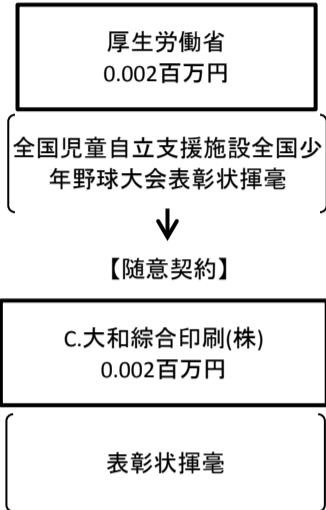 厚生労働省
0.002百万円
全国児童自立支援施設全国少
年野球大会表彰状揮毫
【随意契約】
C.大和綜合印刷(株)
0.002百万円
表彰状揮毫